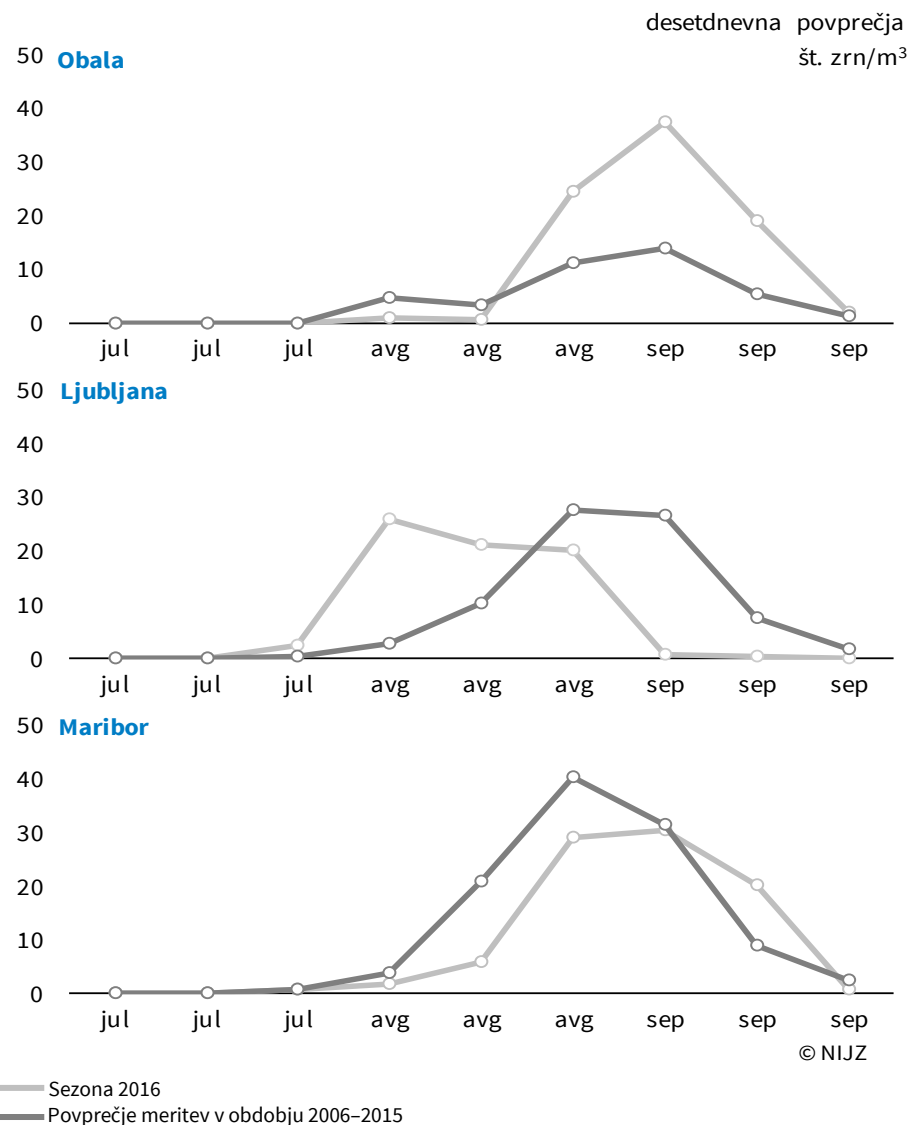 desetdnevna povprečja
št. zrn/m³
50 Obala
40
30
20
10
0
jul jul jul avg avg avg sep sep sep
50 Ljubljana
40
30
20
10
0
jul jul jul avg avg avg sep sep sep
50 Maribor
40
30
20
10
0
jul jul jul avg avg avg sep sep sep
© NIJZ
Sezona 2016
Povprečje meritev v obdobju 2006–2015